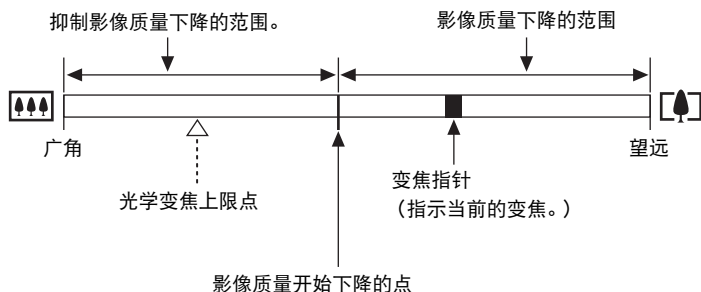 抑制影像质量下降的范围。
影像质量下降的范围
广角
望远
光学变焦上限点
变焦指针
（指示当前的变焦。）
影像质量开始下降的点